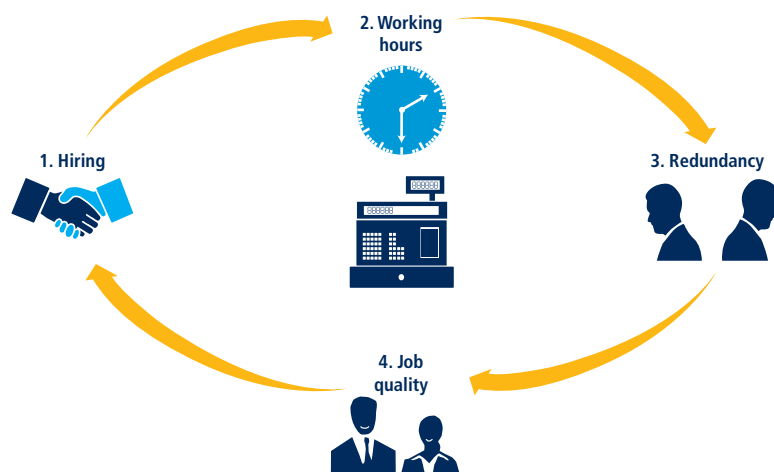 2. Working
hours
1. Hiring
3. Redundancy
4. Job
quality